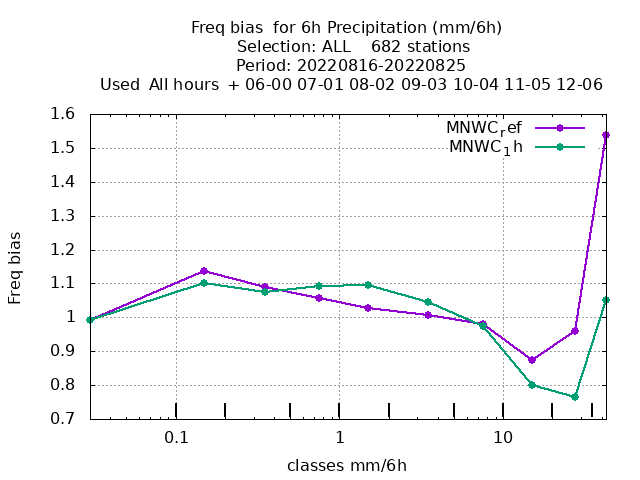 Freq bias  for 6h Precipitation (mm/6h)
Selection: ALL    682 stations
Period: 20220816-20220825
Used  All hours  + 06-00 07-01 08-02 09-03 10-04 11-05 12-06
MNWCref
MNWC1h
1.6
1.5
1.4
1.3
1.2
1.1
1
0.9
0.8
0.7
Freq bias
0.1
1
10
classes mm/6h